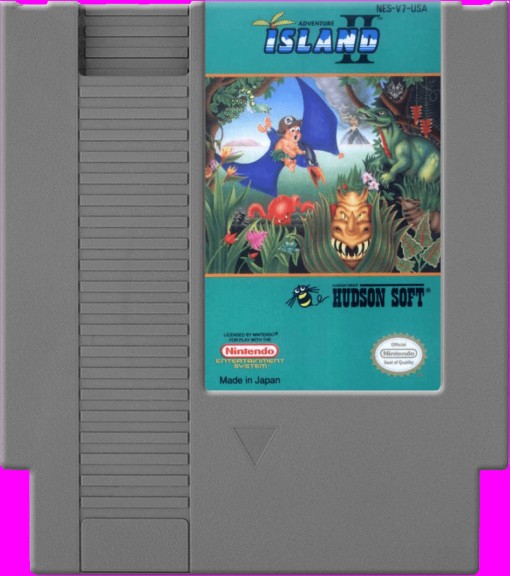 NES-V7-USA
ADVENTURE
ISLAND II
HUDSON SOFT®
LICENSED BY NINTENDO®
FOR PLAY WITH THE
Nintendo®
ENTERTAINMENT
SYSTEM®
Made in Japan
Official
Nintendo
Seal of Quality